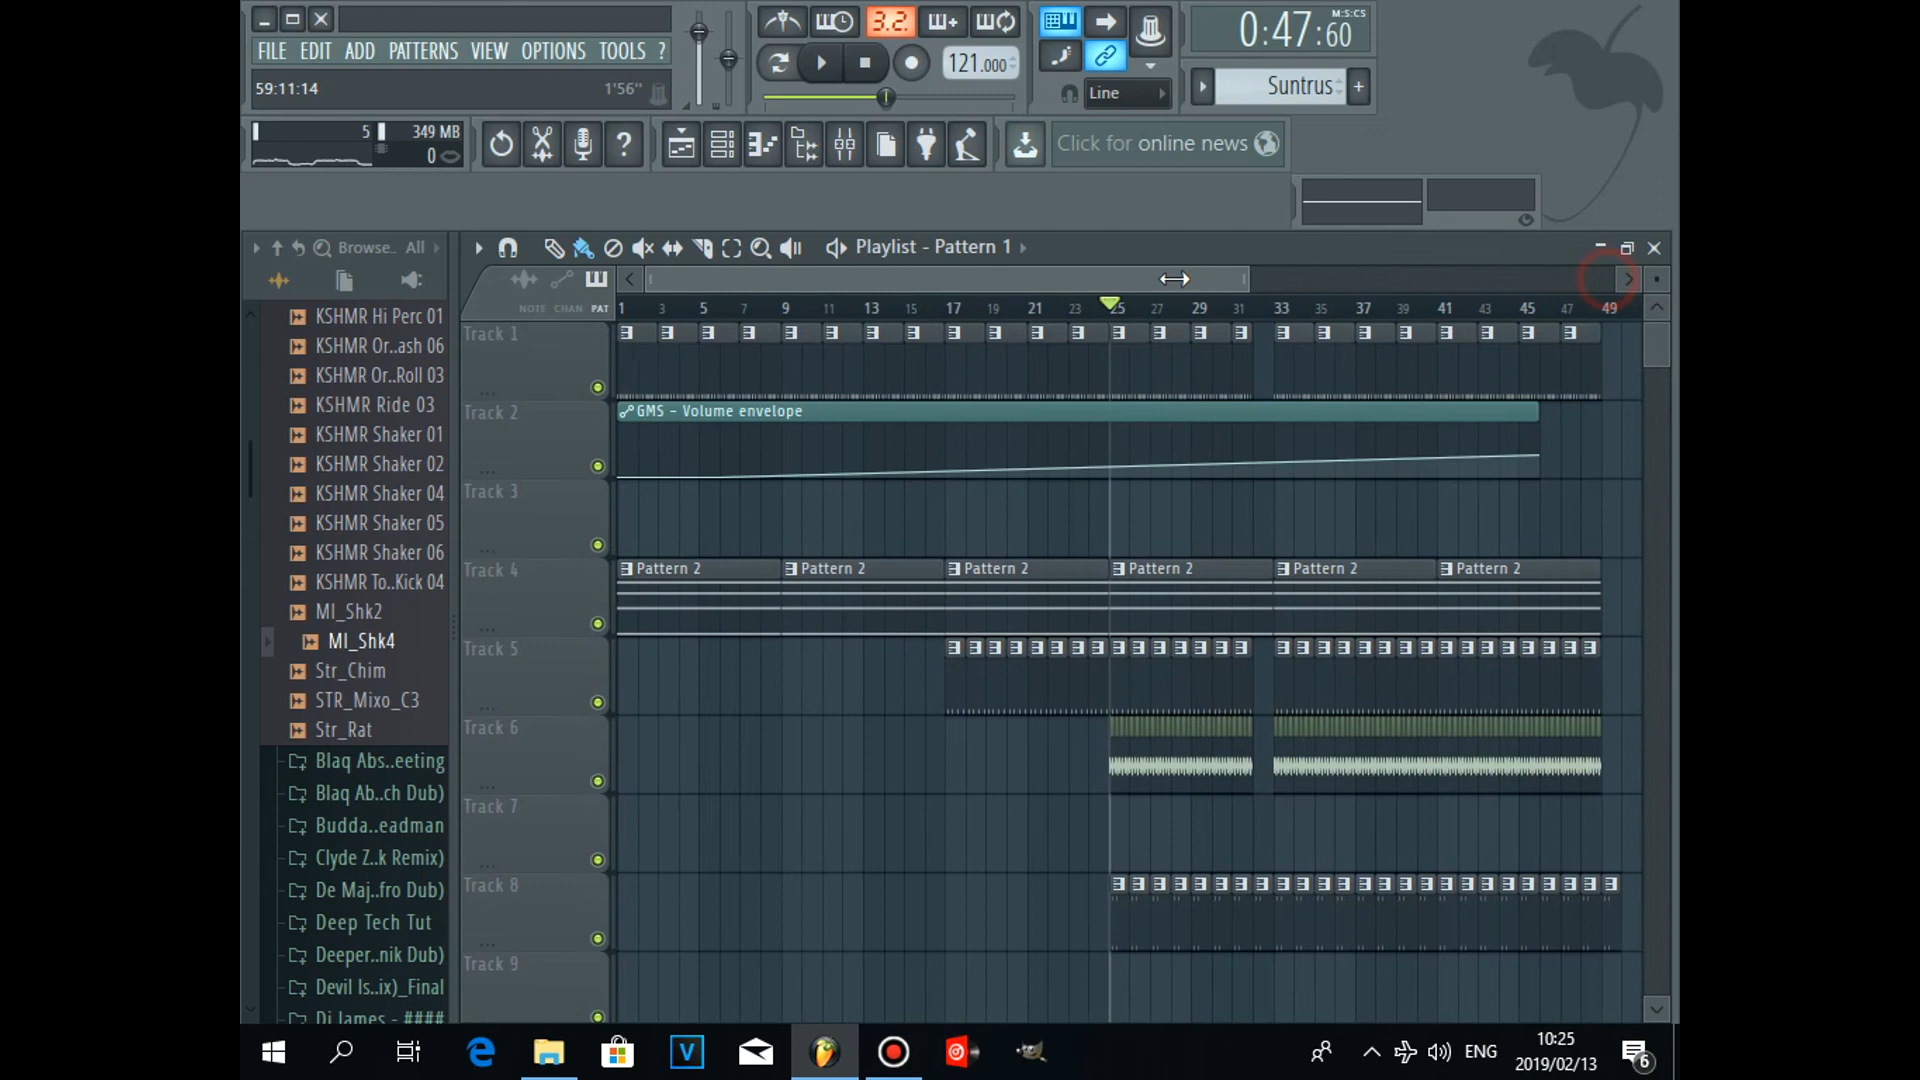 FILE EDIT ADD PATTERNS VIEW OPTIONS TOOLS ?
59:11:14 1'56"
3.2.
121.000
Line
M:S:CS
0:47:60
Suntrus
+
5 349 MB
0
?
Click for online news
Browse.. All
Playlist - Pattern 1
NOTE CHAN PAT
1 3 5 7 9 11 13 15 17 19 21 23 25 27 29 31 33 35 37 39 41 43 45 47 49
KSHMR Hi Perc 01
KSHMR Or..ash 06
KSHMR Or..Roll 03
KSHMR Ride 03
KSHMR Shaker 01
KSHMR Shaker 02
KSHMR Shaker 04
KSHMR Shaker 05
KSHMR Shaker 06
KSHMR To..Kick 04
MI_Shk2
MI_Shk4
Str_Chim
STR_Mixo_C3
Str_Rat
Blaq Abs..eeting
Blaq Ab..ch Dub)
Budda..eadman
Clyde Z..k Remix)
De Maj..fro Dub)
Deep Tech Tut
Deeper..nik Dub)
Devil Is..ix)_Final
Dj James - ####
Track 1
Track 2
GMS - Volume envelope
Track 3
Track 4
Pattern 2 Pattern 2 Pattern 2 Pattern 2 Pattern 2 Pattern 2
Track 5
Track 6
Track 7
Track 8
Track 9
V
ENG
10:25
2019/02/13
6